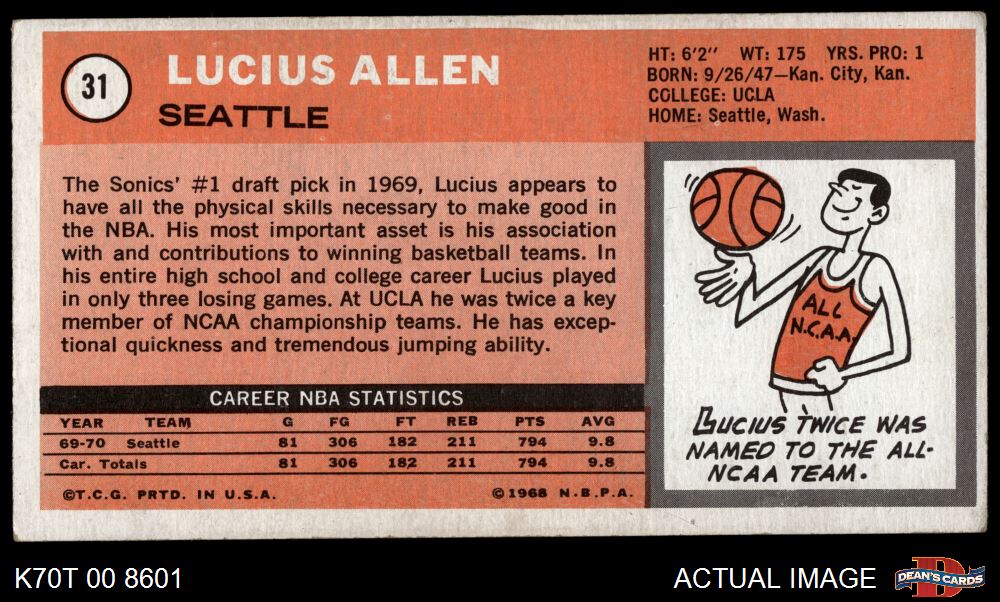 31
LUCIUS ALLEN
SEATTLE
HT: 6'2" WT: 175 YRS. PRO: 1
BORN: 9/26/47—Kan. City, Kan.
COLLEGE: UCLA
HOME: Seattle, Wash.
The Sonics' #1 draft pick in 1969, Lucius appears to
have all the physical skills necessary to make good in
the NBA. His most important asset is his association
with and contributions to winning basketball teams. In
his entire high school and college career Lucius played
in only three losing games. At UCLA he was twice a key
member of NCAA championship teams. He has excep-
tional quickness and tremendous jumping ability.
CAREER NBA STATISTICS
YEAR TEAM G FG FT REB PTS AVG
69-70 Seattle 81 306 182 211 794 9.8
Car. Totals 81 306 182 211 794 9.8
©T.C.G. PRTD. IN U.S.A. ©1968 N.B.P.A.
ALL
N.C.A.A.
LUCIUS TWICE WAS
NAMED TO THE ALL-
NCAA TEAM.
K70T 00 8601
ACTUAL IMAGE
D
DEAN'S CARDS